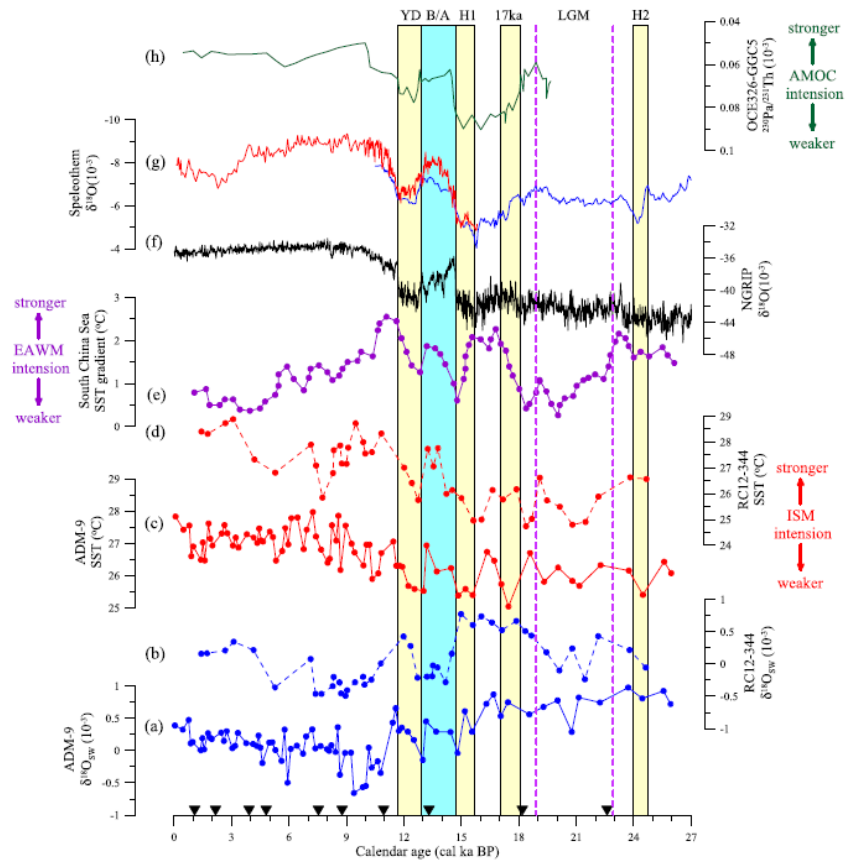 YD B/A H1 17ka LGM H2
(h)
0.04
0.06
0.08
0.1
OCE326-GGC5
²³⁰Pa/²³¹Th (10⁻³)
stronger
AMOC
intension
weaker
(g)
-10
-8
-6
-4
Speleothem
δ¹⁸O(10⁻³)
(f)
-32
-36
-40
-44
-48
NGRIP
δ¹⁸O(10⁻³)
stronger
EAWM
intension
weaker
South China Sea
SST gradient (°C)
3
2
1
0
(e)
(d)
29
28
27
26
25
24
RC12-344
SST (°C)
stronger
ISM
intension
weaker
ADM-9
SST (°C)
29
28
27
26
25
(c)
(b)
1
0.5
0
-0.5
-1
RC12-344
δ¹⁸Osw (10⁻³)
ADM-9
δ¹⁸Osw (10⁻³)
1
0.5
0
-0.5
-1
(a)
0 3 6 9 12 15 18 21 24 27
Calendar age (cal ka BP)